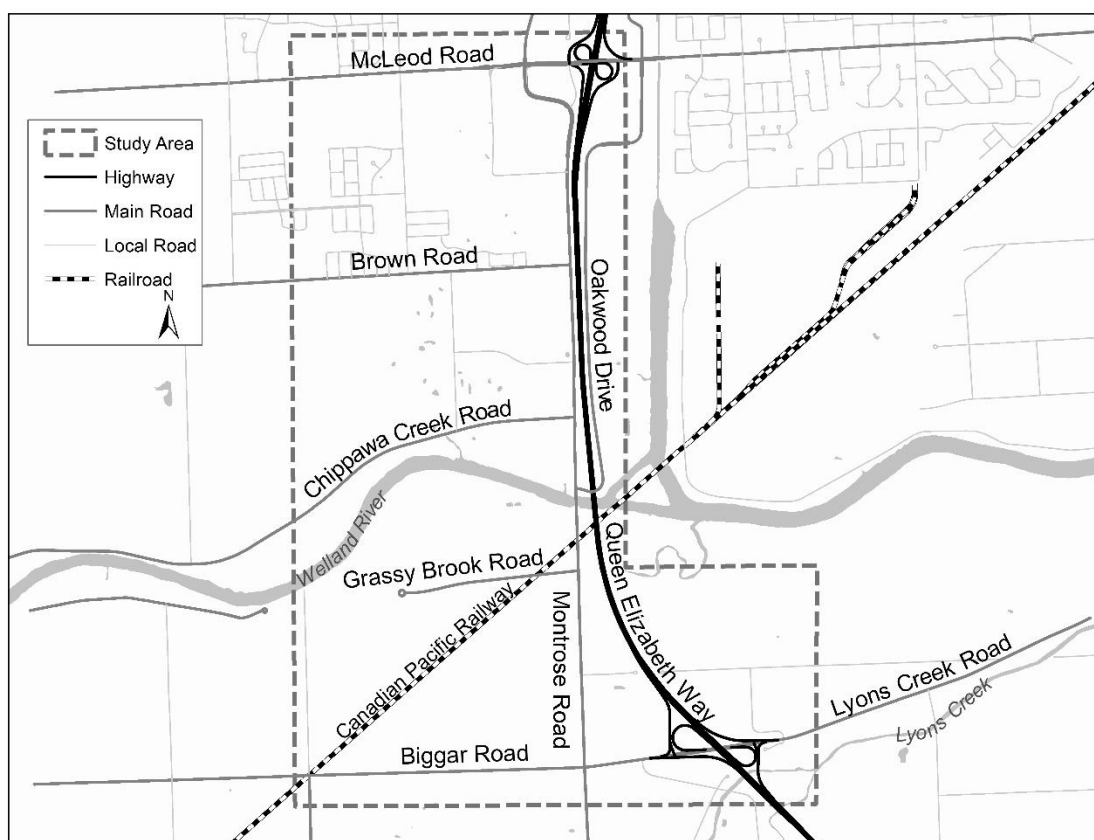 McLeod Road
Study Area
Highway
Main Road
Local Road
Railroad
N
Brown Road
Oakwood Drive
Chippawa Creek Road
Welland River
Grassy Brook Road
Canadian Pacific Railway
Montrose Road
Queen Elizabeth Way
Lyons Creek Road
Lyons Creek
Biggar Road